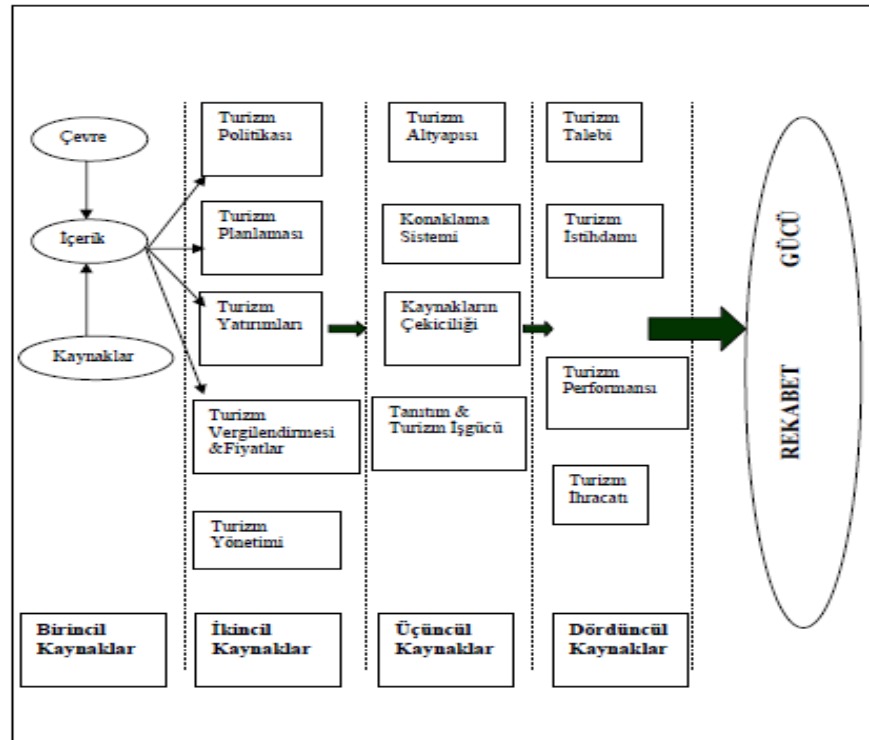 Çevre
İçerik
Kaynaklar
Turizm
Politikası
Turizm
Planlaması
Turizm
Yatırımları
Turizm
Vergilendirmesi
&Fiyatlar
Turizm
Yönetimi
Turizm
Altyapısı
Konaklama
Sistemi
Kaynakların
Çekiciliği
Tanıtım &
Turizm İşgücü
Turizm
Talebi
Turizm
İstihdamı
Turizm
Performansı
Turizm
İhracatı
REKABET GÜCÜ
Birincil
Kaynaklar
İkincil
Kaynaklar
Üçüncül
Kaynaklar
Dördüncül
Kaynaklar